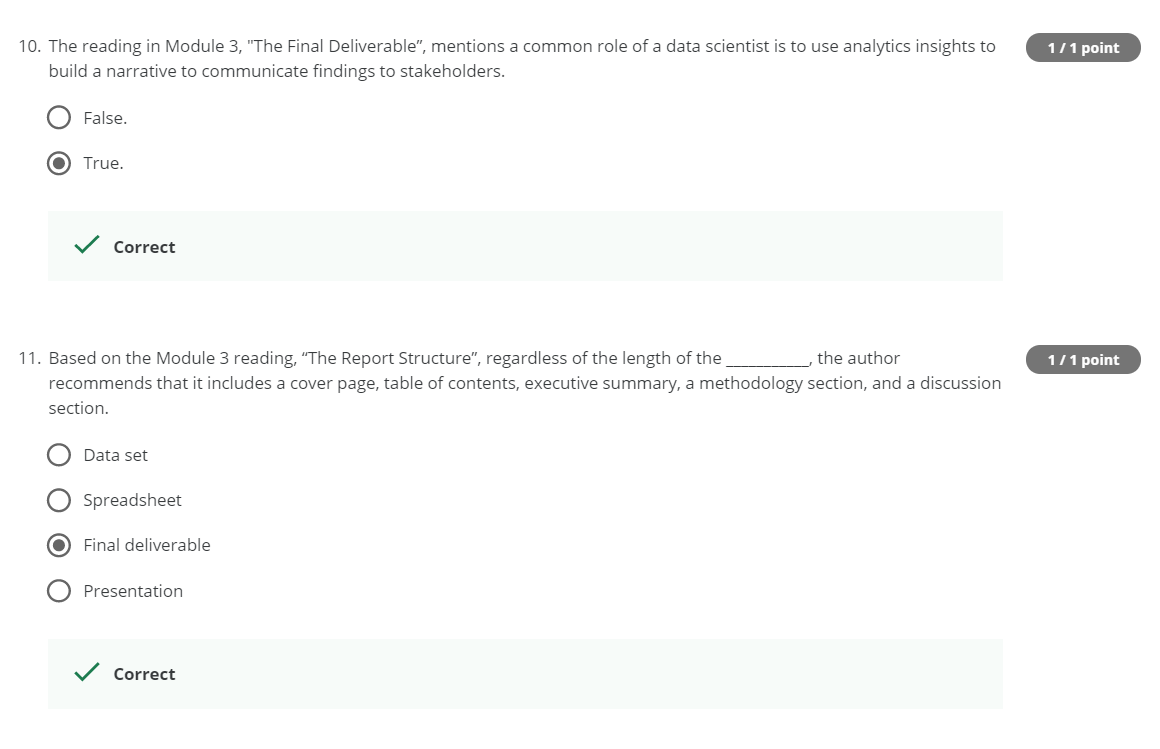 10. The reading in Module 3, "The Final Deliverable”, mentions a common role of a data scientist is to use analytics insights to
1 / 1 point
build a narrative to communicate findings to stakeholders.
False.
True.
Correct
11. Based on the Module 3 reading, “The Report Structure”, regardless of the length of the ___________, the author
1 / 1 point
recommends that it includes a cover page, table of contents, executive summary, a methodology section, and a discussion
section.
Data set
Spreadsheet
Final deliverable
Presentation
Correct